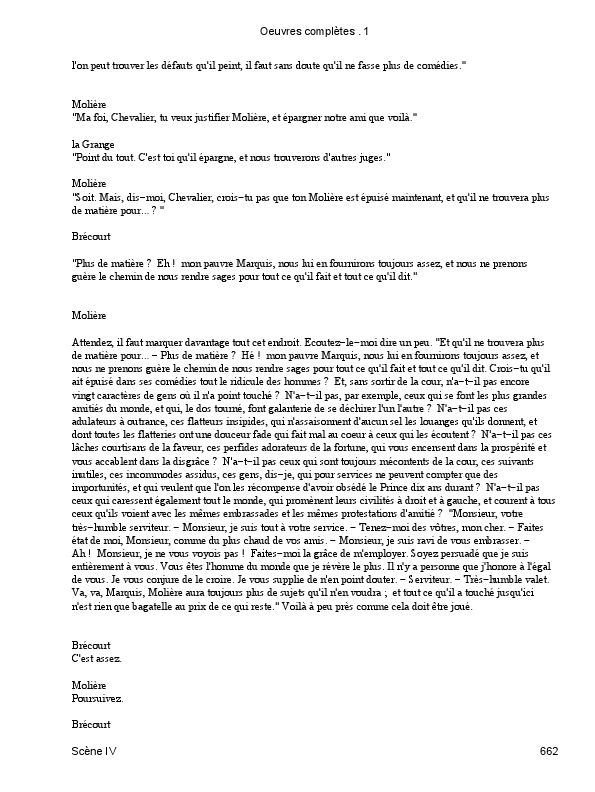 Oeuvres complètes . 1
l'on peut trouver les défauts qu'il peint, il faut sans doute qu'il ne fasse plus de comédies."
Molière
"Ma foi, Chevalier, tu veux justifier Molière, et épargner notre ami que voilà."
la Grange
"Point du tout. C'est toi qu'il épargne, et nous trouverons d'autres juges."
Molière
"Soit. Mais, dis−moi, Chevalier, crois−tu pas que ton Molière est épuisé maintenant, et qu'il ne trouvera plus
de matière pour... ? "
Brécourt
"Plus de matière ?  Eh !  mon pauvre Marquis, nous lui en fournirons toujours assez, et nous ne prenons
guère le chemin de nous rendre sages pour tout ce qu'il fait et tout ce qu'il dit."
Molière
Attendez, il faut marquer davantage tout cet endroit. Ecoutez−le−moi dire un peu. "Et qu'il ne trouvera plus
de matière pour... − Plus de matière ?  Hé !  mon pauvre Marquis, nous lui en fournirons toujours assez, et
nous ne prenons guère le chemin de nous rendre sages pour tout ce qu'il fait et tout ce qu'il dit. Crois−tu qu'il
ait épuisé dans ses comédies tout le ridicule des hommes ?  Et, sans sortir de la cour, n'a−t−il pas encore
vingt caractères de gens où il n'a point touché ?  N'a−t−il pas, par exemple, ceux qui se font les plus grandes
amitiés du monde, et qui, le dos tourné, font galanterie de se déchirer l'un l'autre ?  N'a−t−il pas ces
adulateurs à outrance, ces flatteurs insipides, qui n'assaisonnent d'aucun sel les louanges qu'ils donnent, et
dont toutes les flatteries ont une douceur fade qui fait mal au coeur à ceux qui les écoutent ?  N'a−t−il pas ces
lâches courtisans de la faveur, ces perfides adorateurs de la fortune, qui vous encensent dans la prospérité et
vous accablent dans la disgrâce ?  N'a−t−il pas ceux qui sont toujours mécontents de la cour, ces suivants
inutiles, ces incommodes assidus, ces gens, dis−je, qui pour services ne peuvent compter que des
importunités, et qui veulent que l'on les récompense d'avoir obsédé le Prince dix ans durant ?  N'a−t−il pas
ceux qui caressent également tout le monde, qui promènent leurs civilités à droit et à gauche, et courent à tous
ceux qu'ils voient avec les mêmes embrassades et les mêmes protestations d'amitié ?  "Monsieur, votre
très−humble serviteur. − Monsieur, je suis tout à votre service. − Tenez−moi des vôtres, mon cher. − Faites
état de moi, Monsieur, comme du plus chaud de vos amis. − Monsieur, je suis ravi de vous embrasser. −
Ah !  Monsieur, je ne vous voyois pas !  Faites−moi la grâce de m'employer. Soyez persuadé que je suis
entièrement à vous. Vous êtes l'homme du monde que je révère le plus. Il n'y a personne que j'honore à l'égal
de vous. Je vous conjure de le croire. Je vous supplie de n'en point douter. − Serviteur. − Très−humble valet.
Va, va, Marquis, Molière aura toujours plus de sujets qu'il n'en voudra ;  et tout ce qu'il a touché jusqu'ici
n'est rien que bagatelle au prix de ce qui reste." Voilà à peu près comme cela doit être joué.
Brécourt
C'est assez.
Molière
Poursuivez.
Brécourt
Scène IV 662